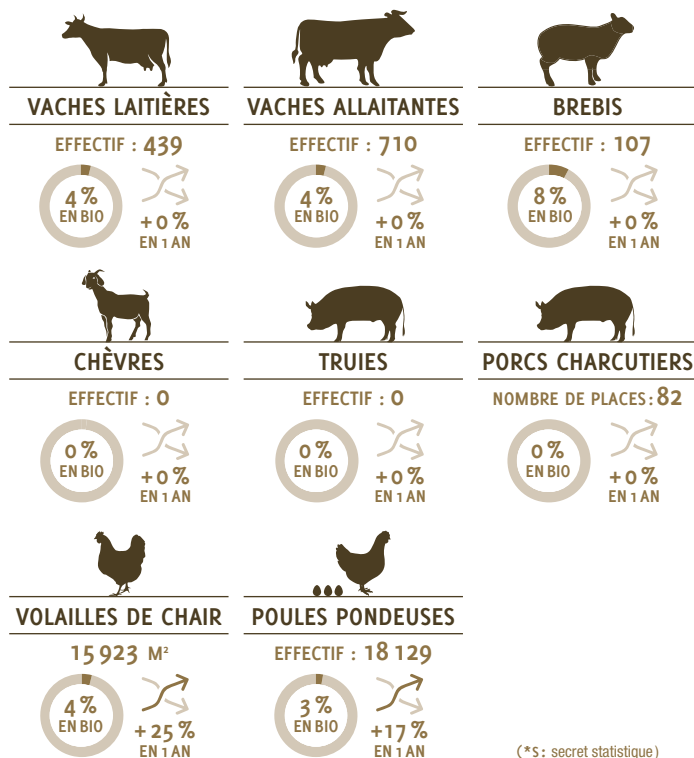 VACHES LAITIÈRES
EFFECTIF : 439
4 %
EN BIO
+0 %
EN 1 AN
VACHES ALLAITANTES
EFFECTIF : 710
4 %
EN BIO
+0 %
EN 1 AN
BREBIS
EFFECTIF : 107
8 %
EN BIO
+0 %
EN 1 AN
CHÈVRES
EFFECTIF : 0
0 %
EN BIO
+0 %
EN 1 AN
TRUIES
EFFECTIF : 0
0 %
EN BIO
+0 %
EN 1 AN
PORCS CHARCUTIERS
NOMBRE DE PLACES : 82
0 %
EN BIO
+0 %
EN 1 AN
VOLAILLES DE CHAIR
15 923 M²
4 %
EN BIO
+25 %
EN 1 AN
POULES PONDEUSES
EFFECTIF : 18 129
3 %
EN BIO
+17 %
EN 1 AN
(*S : secret statistique)